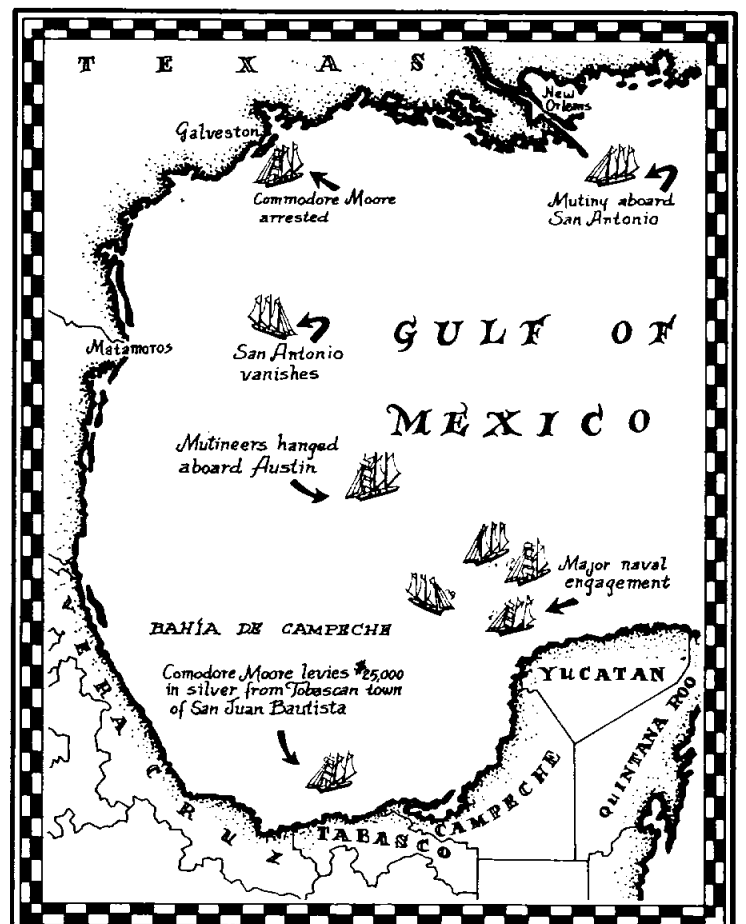 TEXAS
New
Orleans
Galveston
Commodore Moore
arrested
Mutiny aboard
San Antonio
Matamoros
San Antonio
vanishes
GULF OF
MEXICO
Mutineers hanged
aboard Austin
Major naval
engagement
BAHÍA DE CAMPECHE
Comodore Moore levies $25,000
in silver from Tobascan town
of San Juan Bautista
VERA CRUZ
YUCATAN
QUINTANA ROO
CAMPECHE
TABASCO